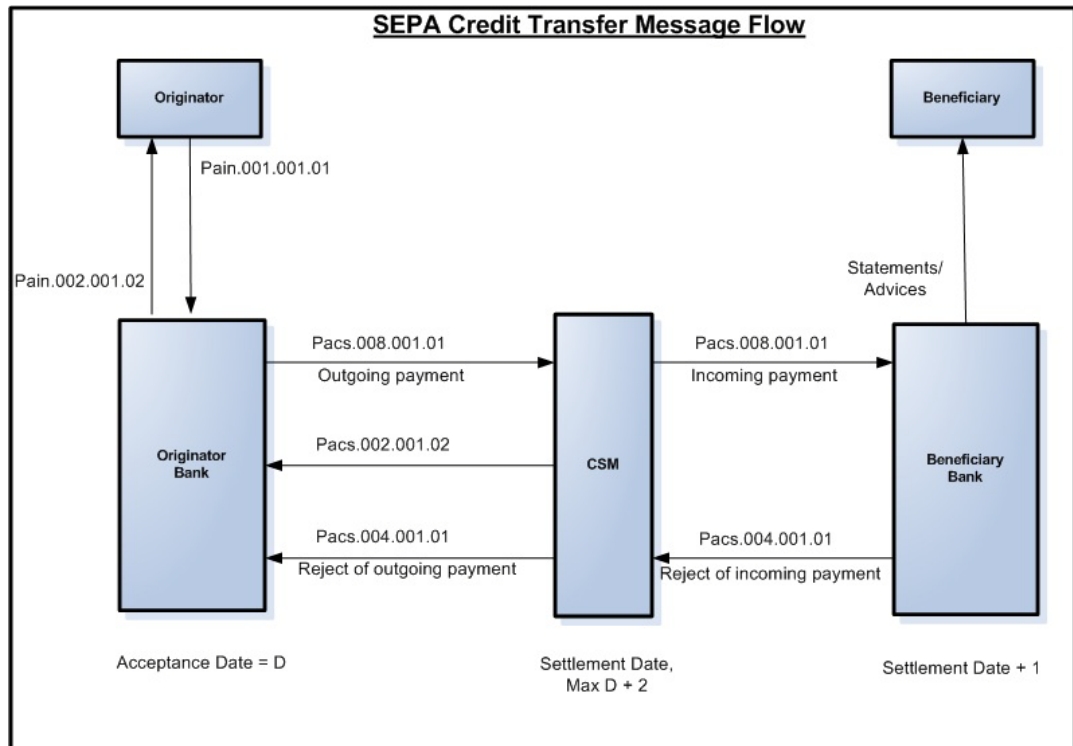 SEPA Credit Transfer Message Flow
Originator
Beneficiary
Pain.001.001.01
Pain.002.001.02
Statements/
Advices
Pacs.008.001.01
Outgoing payment
Pacs.008.001.01
Incoming payment
Originator
Bank
Pacs.002.001.02
CSM
Beneficiary
Bank
Pacs.004.001.01
Reject of outgoing payment
Pacs.004.001.01
Reject of incoming payment
Acceptance Date = D
Settlement Date,
Max D + 2
Settlement Date + 1